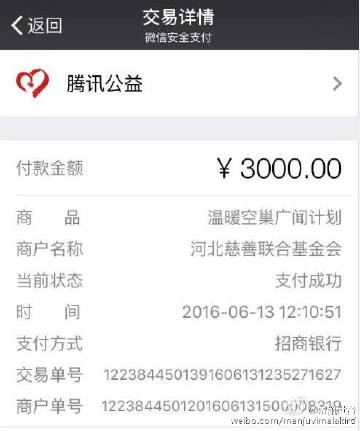 返回
交易详情
微信安全支付
腾讯公益
付款金额 ¥ 3000.00
商品 温暖空巢广闻计划
商户名称 河北慈善联合基金会
当前状态 支付成功
时间 2016-06-13 12:10:51
支付方式 招商银行
交易单号 1223844501391606131235271627
商户单号 1223844501201606131500008319
weibo.com/manjuvimalakird